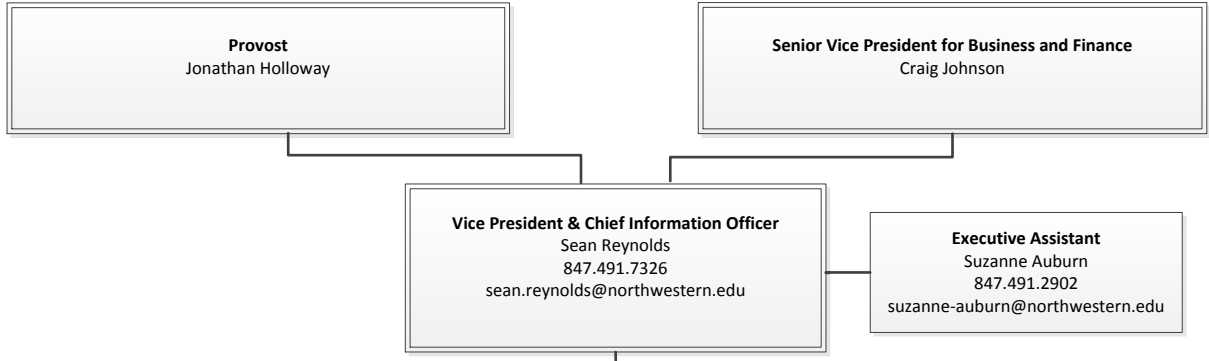 Provost
Jonathan Holloway
Senior Vice President for Business and Finance
Craig Johnson
Vice President & Chief Information Officer
Sean Reynolds
847.491.7326
sean.reynolds@northwestern.edu
Executive Assistant
Suzanne Auburn
847.491.2902
suzanne-auburn@northwestern.edu